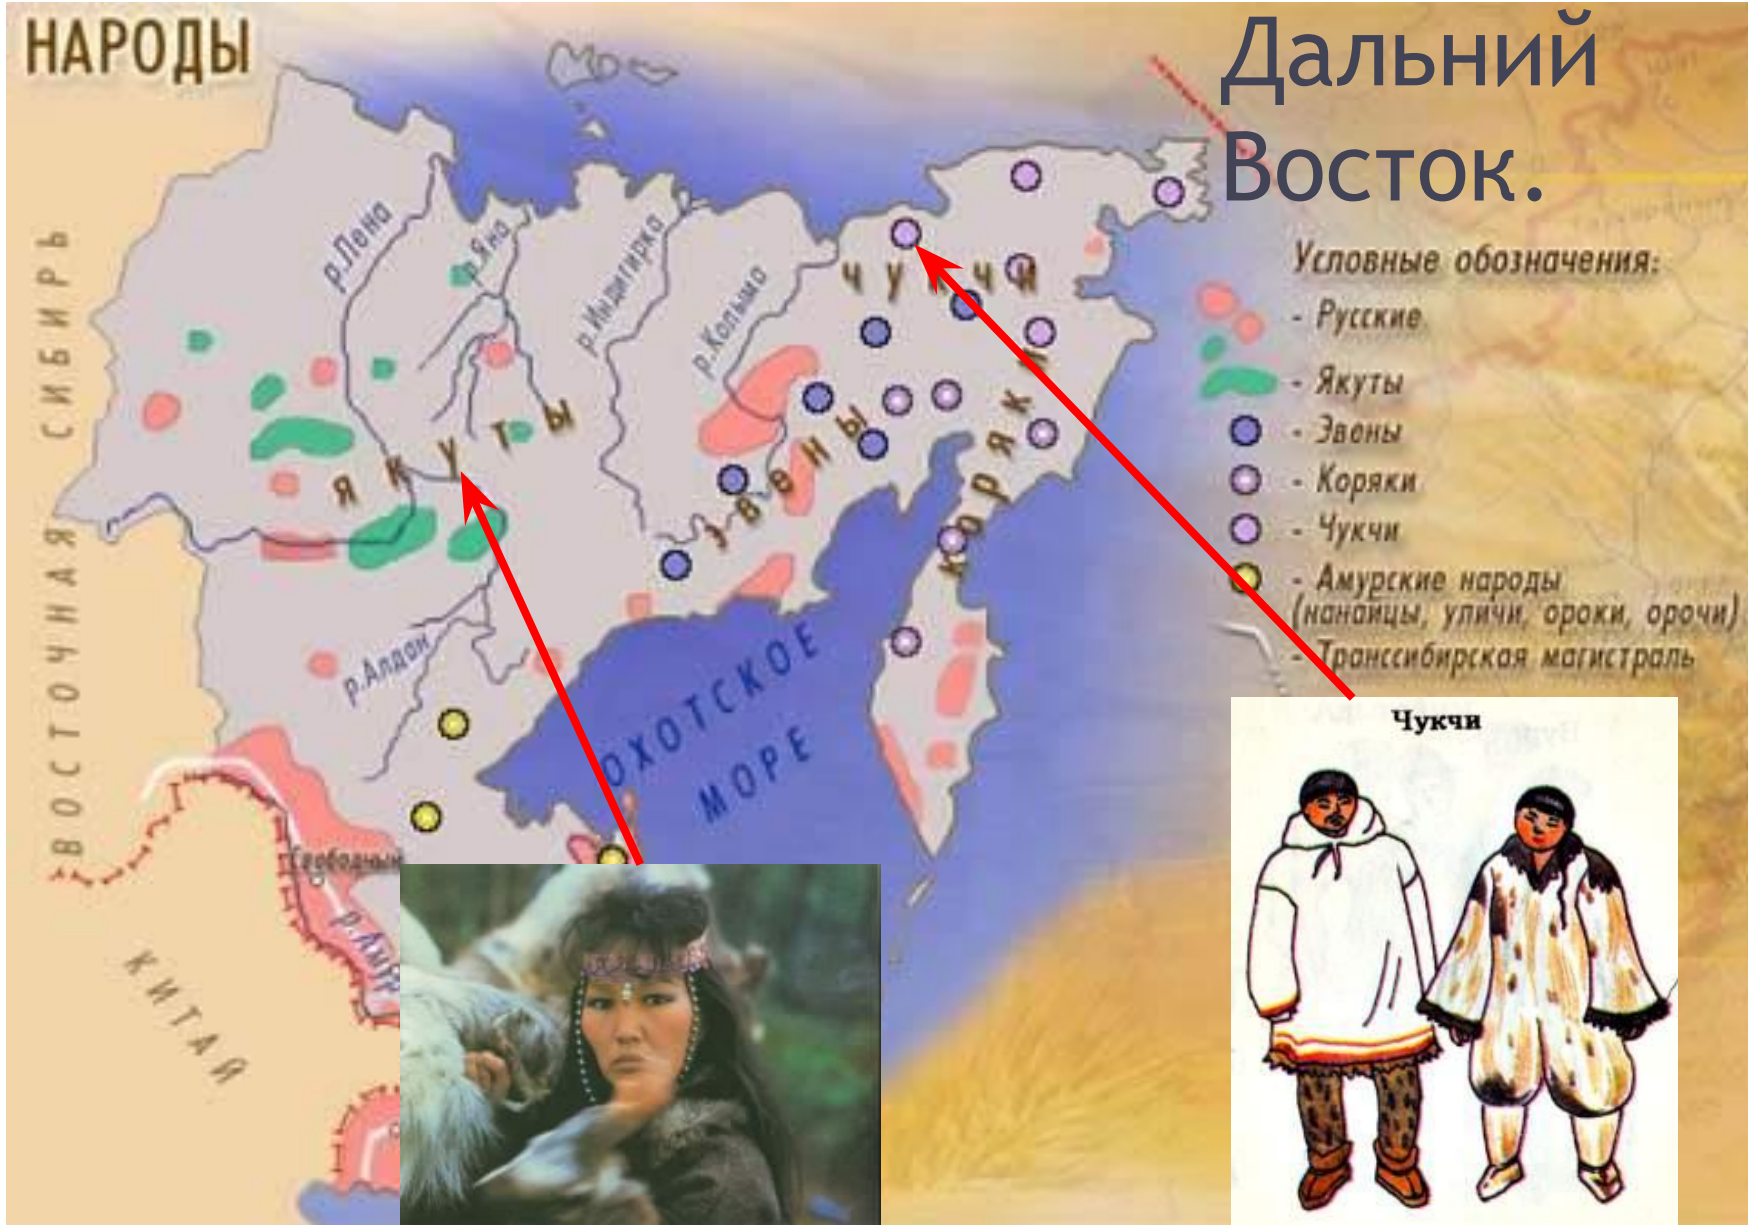 НАРОДЫ
Дальний
Восток.
ВОСТОЧНАЯ СИБИРЬ
р.Лена
р.Яна
р.Индигирка
р.Колыма
ЧУКЧИ
ЯКУТЫ
ЭВЕНЫ
КОРЯКИ
р.Алдан
ОХОТСКОЕ
МОРЕ
Свободный
р.Амур
КИТАЙ
Условные обозначения:
- Русские
- Якуты
- Эвены
- Коряки
- Чукчи
- Амурские народы
(нанайцы, уличи, ороки, орочи)
- Транссибирская магистраль
Чукчи